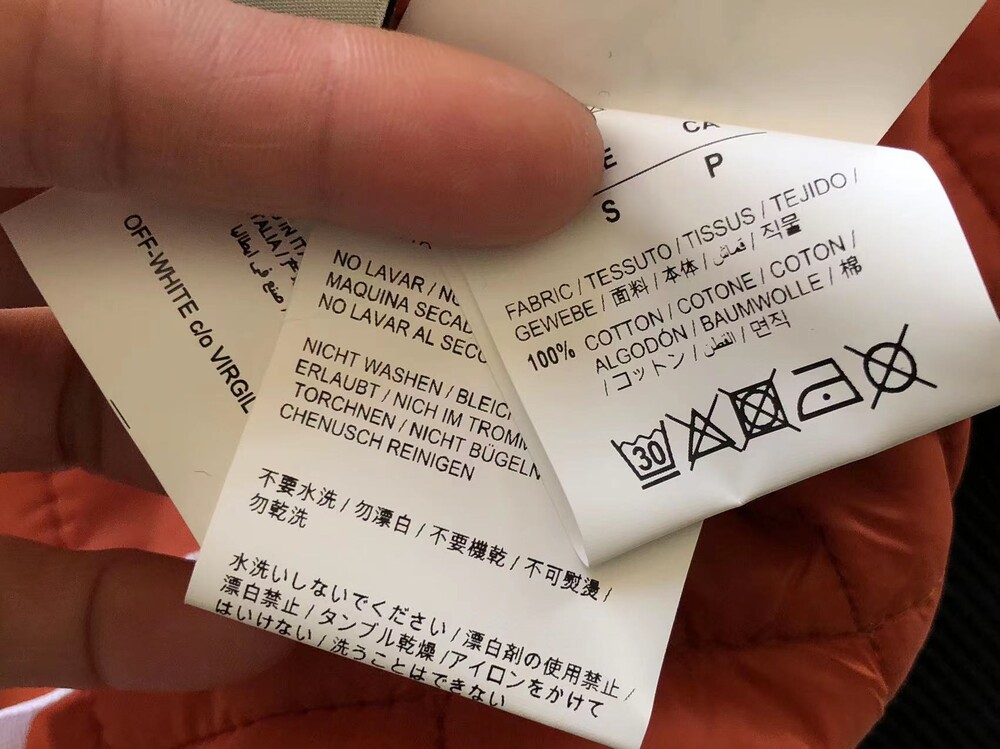 CA
E
P
S
FABRIC / TESSUTO / TISSUS / TEJIDO /
GEWEBE / 面料 / 本体 / قماش / 직물
100% COTTON / COTONE / COTON /
ALGODÓN / BAUMWOLLE / 棉
/ コットン / القطن / 면직
30
OFF-WHITE c/o VIRGIL
صنع في ايطاليا
NO LAVAR / NO
MAQUINA SECAD
NO LAVAR AL SECO
NICHT WASHEN / BLEIC
ERLAUBT / NICH IM TROMM
TORCHNEN / NICHT BÜGELN
CHENUSCH REINIGEN
不要水洗 / 勿漂白 / 不要機乾 / 不可熨燙 /
勿乾洗
水洗いしないでください / 漂白剤の使用禁止 /
漂白禁止 / タンブル乾燥 /アイロンをかけて
はいけない / 洗うことはできない